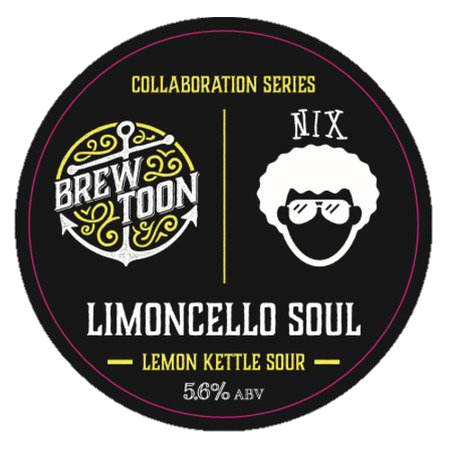 COLLABORATION SERIES
BREW
TOON
NIX
LIMONCELLO SOUL
LEMON KETTLE SOUR
5.6% ABV